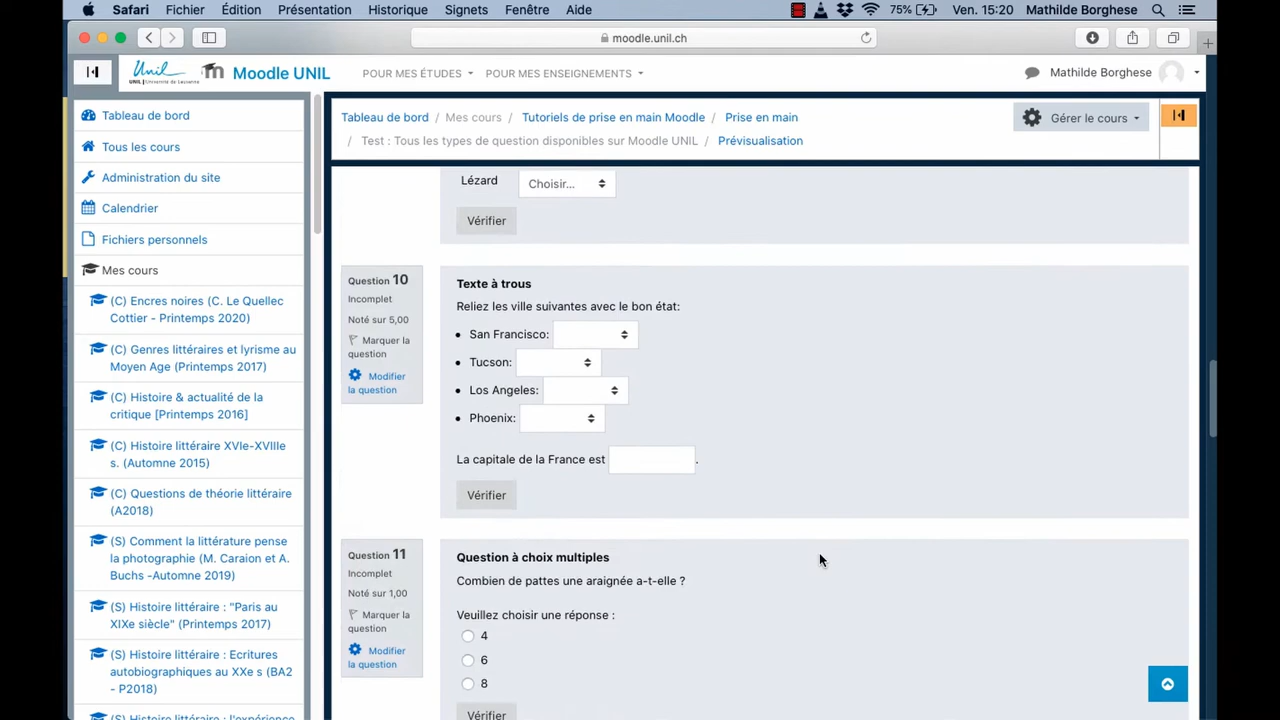 Safari Fichier Édition Présentation Historique Signets Fenêtre Aide 75% Ven. 15:20 Mathilde Borghese
moodle.unil.ch
Unil
UNIL | Université de Lausanne
Moodle UNIL
POUR MES ÉTUDES POUR MES ENSEIGNEMENTS
Mathilde Borghese
Tableau de bord
Tous les cours
Administration du site
Calendrier
Fichiers personnels
Mes cours
(C) Encres noires (C. Le Quellec
Cottier - Printemps 2020)
(C) Genres littéraires et lyrisme au
Moyen Age (Printemps 2017)
(C) Histoire & actualité de la
critique [Printemps 2016]
(C) Histoire littéraire XVIe-XVIIIe
s. (Automne 2015)
(C) Questions de théorie littéraire
(A2018)
(S) Comment la littérature pense
la photographie (M. Caraion et A.
Buchs -Automne 2019)
(S) Histoire littéraire : "Paris au
XIXe siècle" (Printemps 2017)
(S) Histoire littéraire : Ecritures
autobiographiques au XXe s (BA2
- P2018)
(S) Histoire littéraire : l'expérience
Tableau de bord / Mes cours / Tutoriels de prise en main Moodle / Prise en main
/ Test : Tous les types de question disponibles sur Moodle UNIL / Prévisualisation
Gérer le cours
Lézard Choisir...
Vérifier
Question 10
Incomplet
Noté sur 5,00
Marquer la
question
Modifier
la question
Texte à trous
Reliez les ville suivantes avec le bon état:
• San Francisco:
• Tucson:
• Los Angeles:
• Phoenix:
La capitale de la France est .
Vérifier
Question 11
Incomplet
Noté sur 1,00
Marquer la
question
Modifier
la question
Question à choix multiples
Combien de pattes une araignée a-t-elle ?
Veuillez choisir une réponse :
4
6
8
Vérifier